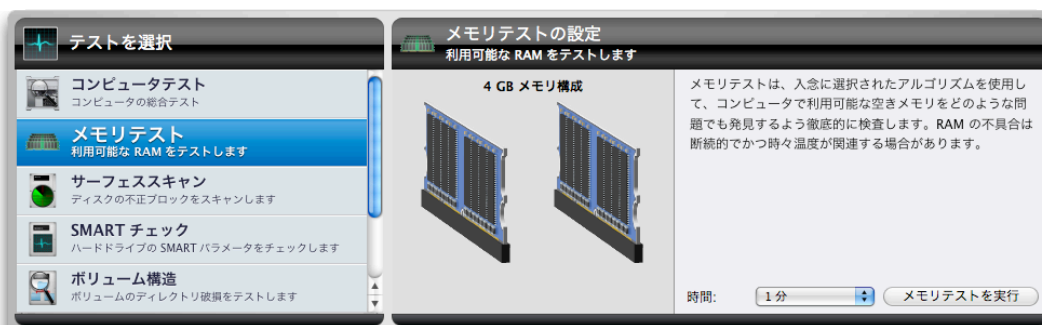 テストを選択
コンピュータテスト
コンピュータの総合テスト
メモリテスト
利用可能な RAM をテストします
サーフェススキャン
ディスクの不正ブロックをスキャンします
SMART チェック
ハードドライブの SMART パラメータをチェックします
ボリューム構造
ボリュームのディレクトリ破損をテストします
メモリテストの設定
利用可能な RAM をテストします
4 GB メモリ構成
メモリテストは、入念に選択されたアルゴリズムを使用し
て、コンピュータで利用可能な空きメモリをどのような問
題でも発見するよう徹底的に検査します。RAM の不具合は
断続的でかつ時々温度が関連する場合があります。
時間:
1 分
メモリテストを実行